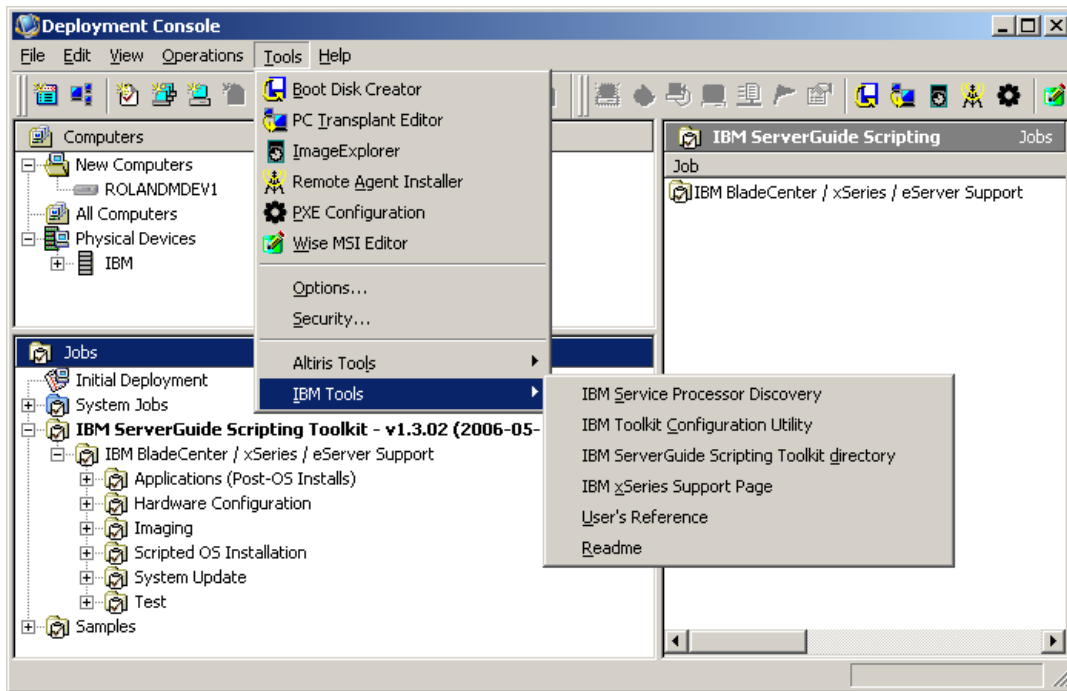 Deployment Console
File Edit View Operations Tools Help
Computers
New Computers
ROLANDMDEV1
All Computers
Physical Devices
IBM
Boot Disk Creator
PC Transplant Editor
ImageExplorer
Remote Agent Installer
PXE Configuration
Wise MSI Editor
Options...
Security...
Altiris Tools
IBM Tools
IBM Service Processor Discovery
IBM Toolkit Configuration Utility
IBM ServerGuide Scripting Toolkit directory
IBM xSeries Support Page
User's Reference
Readme
IBM ServerGuide Scripting Jobs
Job
IBM BladeCenter / xSeries / eServer Support
Jobs
Initial Deployment
System Jobs
IBM ServerGuide Scripting Toolkit - v1.3.02 (2006-05-
IBM BladeCenter / xSeries / eServer Support
Applications (Post-OS Installs)
Hardware Configuration
Imaging
Scripted OS Installation
System Update
Test
Samples